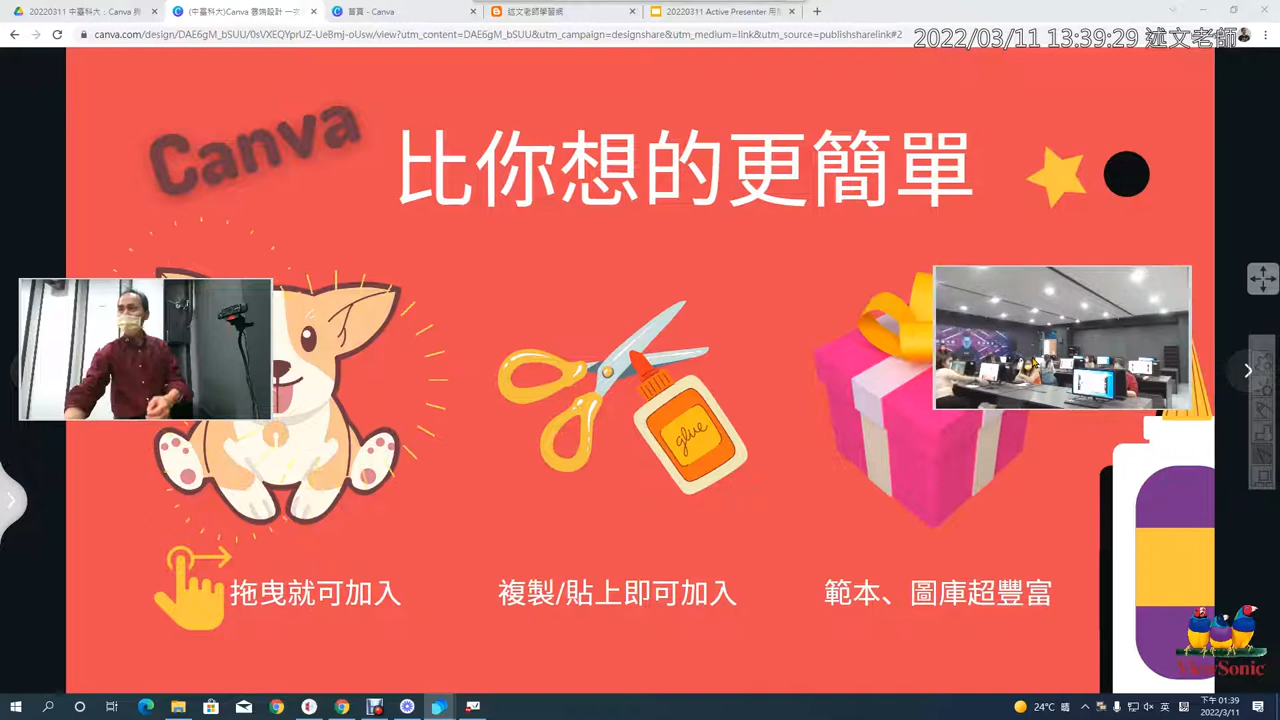 20220311 中臺科大：Canva 與
(中臺科大)Canva 雲端設計 一次
首頁 - Canva
述文老師學習網
20220311 Active Presenter 用
canva.com/design/DAE6gM_bSUU/0sVXEQYprUZ-UeBmj-oUsw/view?utm_content=DAE6gM_bSUU&utm_campaign=designshare&utm_medium=link&utm_source=publishsharelink#2
2022/03/11 13:39:29 述文老師
Canva
比你想的更簡單
glue
拖曳就可加入
複製/貼上即可加入
範本、圖庫超豐富
ViewSonic
24°C 晴
英
下午 01:39
2022/3/11